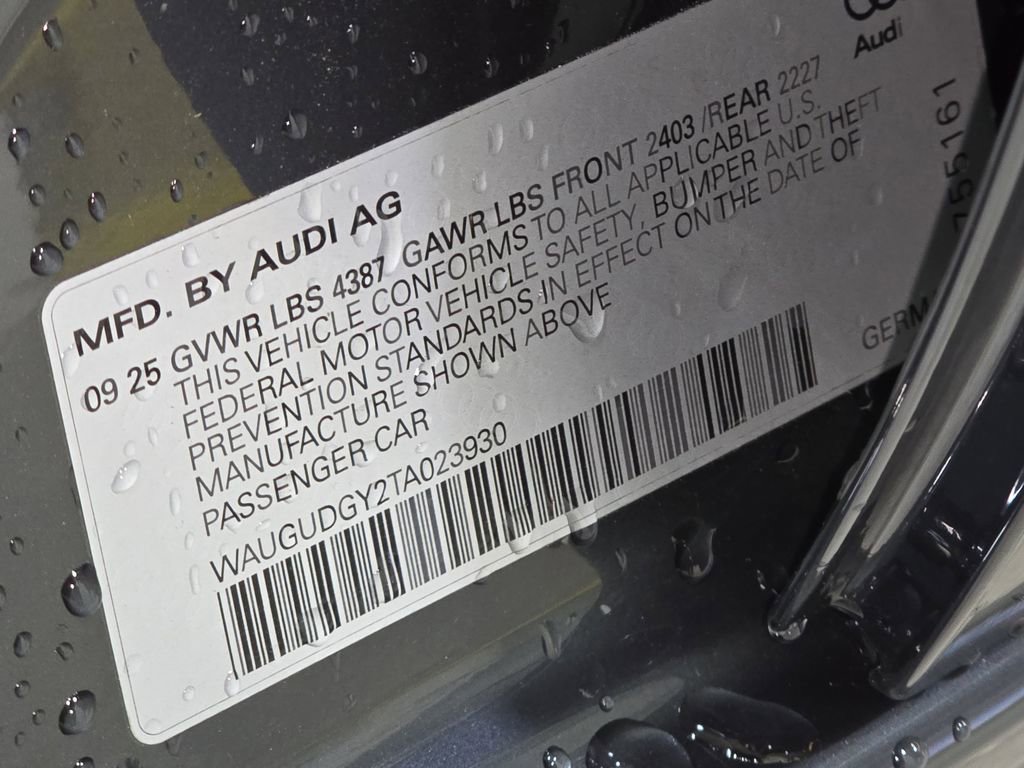 Audi
MFD. BY AUDI AG
09 25 GVWR LBS 4387 GAWR LBS FRONT 2403 /REAR 2227
THIS VEHICLE CONFORMS TO ALL APPLICABLE U.S.
FEDERAL MOTOR VEHICLE SAFETY, BUMPER AND THEFT
PREVENTION STANDARDS IN EFFECT ON THE DATE OF
MANUFACTURE SHOWN ABOVE
PASSENGER CAR
WAUGUDGY2TA023930